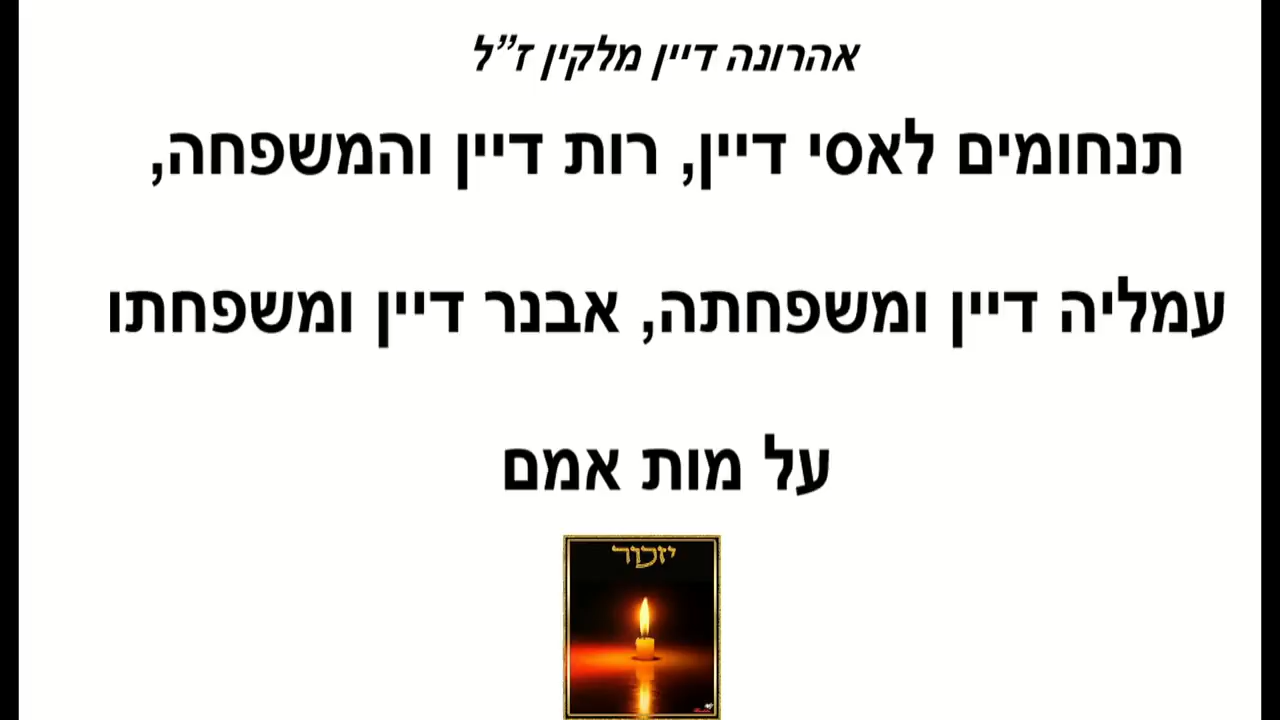 אהרונה דיין מלקין ז”ל
תנחומים לאסי דיין, רות דיין והמשפחה,
עמליה דיין ומשפחתה, אבנר דיין ומשפחתו
על מות אמם
יזכור